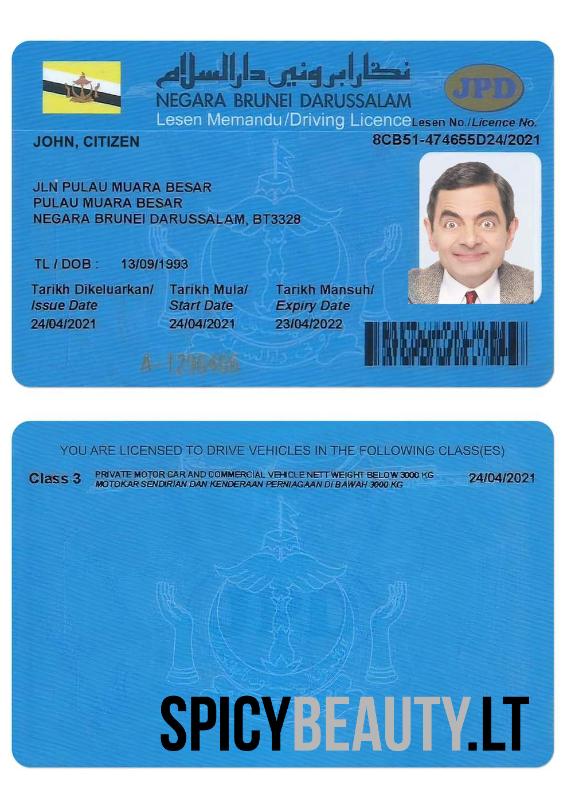 نݢارا بروني دارالسلام
NEGARA BRUNEI DARUSSALAM
JPD
Lesen Memandu/Driving Licence
Lesen No./Licence No.
JOHN, CITIZEN
8CB51-474655D24/2021
JLN PULAU MUARA BESAR
PULAU MUARA BESAR
NEGARA BRUNEI DARUSSALAM, BT3328
TL / DOB : 13/09/1993
Tarikh Dikeluarkan/ Tarikh Mula/ Tarikh Mansuh/
Issue Date Start Date Expiry Date
24/04/2021 24/04/2021 23/04/2022
YOU ARE LICENSED TO DRIVE VEHICLES IN THE FOLLOWING CLASS(ES)
Class 3 PRIVATE MOTOR CAR AND COMMERCIAL VEHICLE NETT WEIGHT BELOW 3000 KG 24/04/2021
MOTOKAR SENDIRIAN DAN KENDERAAN PERNIAGAAN DI BAWAH 3000 KG
JPD
SPICYBEAUTY.LT